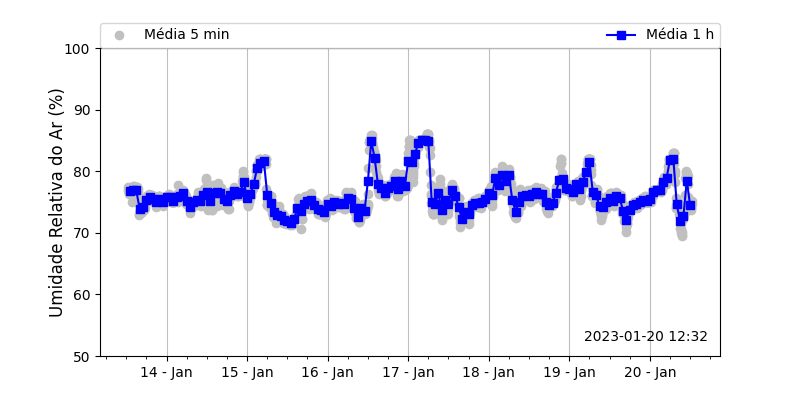 Média 5 min
Média 1 h
100
90
80
70
60
50
Umidade Relativa do Ar (%)
2023-01-20 12:32
14 - Jan
15 - Jan
16 - Jan
17 - Jan
18 - Jan
19 - Jan
20 - Jan